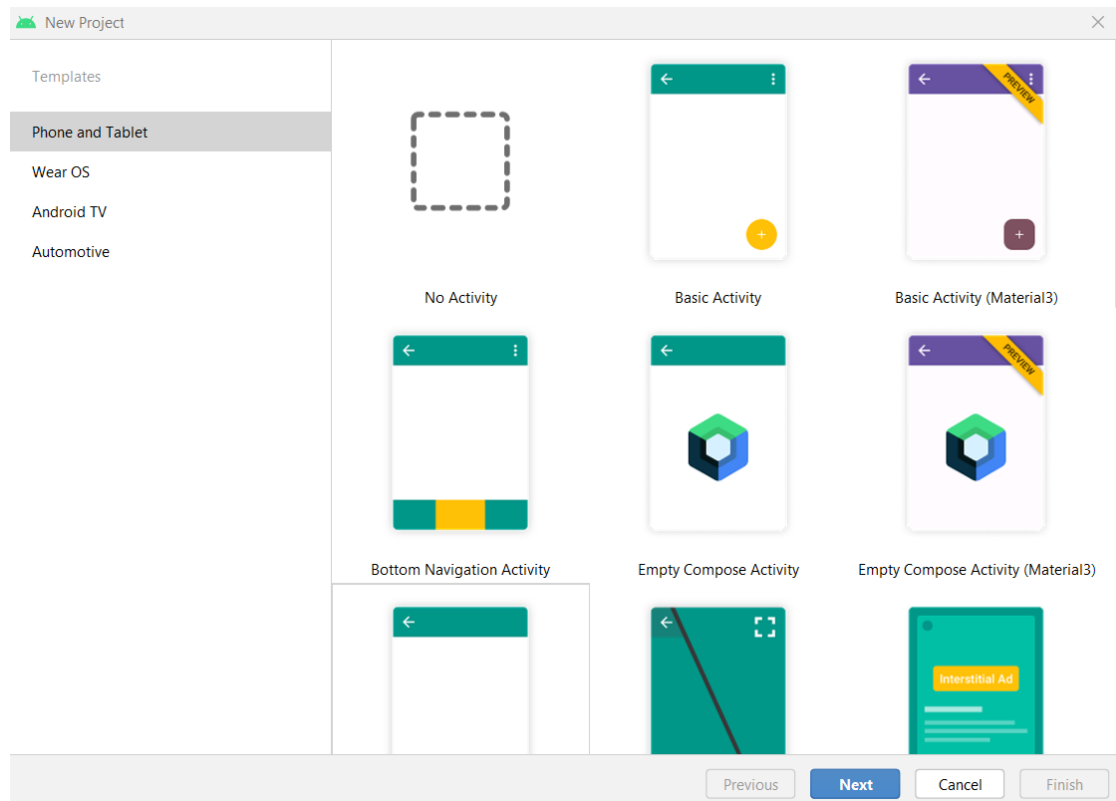 New Project
Templates
Phone and Tablet
Wear OS
Android TV
Automotive
PREVIEW
No Activity
Basic Activity
Basic Activity (Material3)
PREVIEW
Bottom Navigation Activity
Empty Compose Activity
Empty Compose Activity (Material3)
Interstitial Ad
Previous
Next
Cancel
Finish